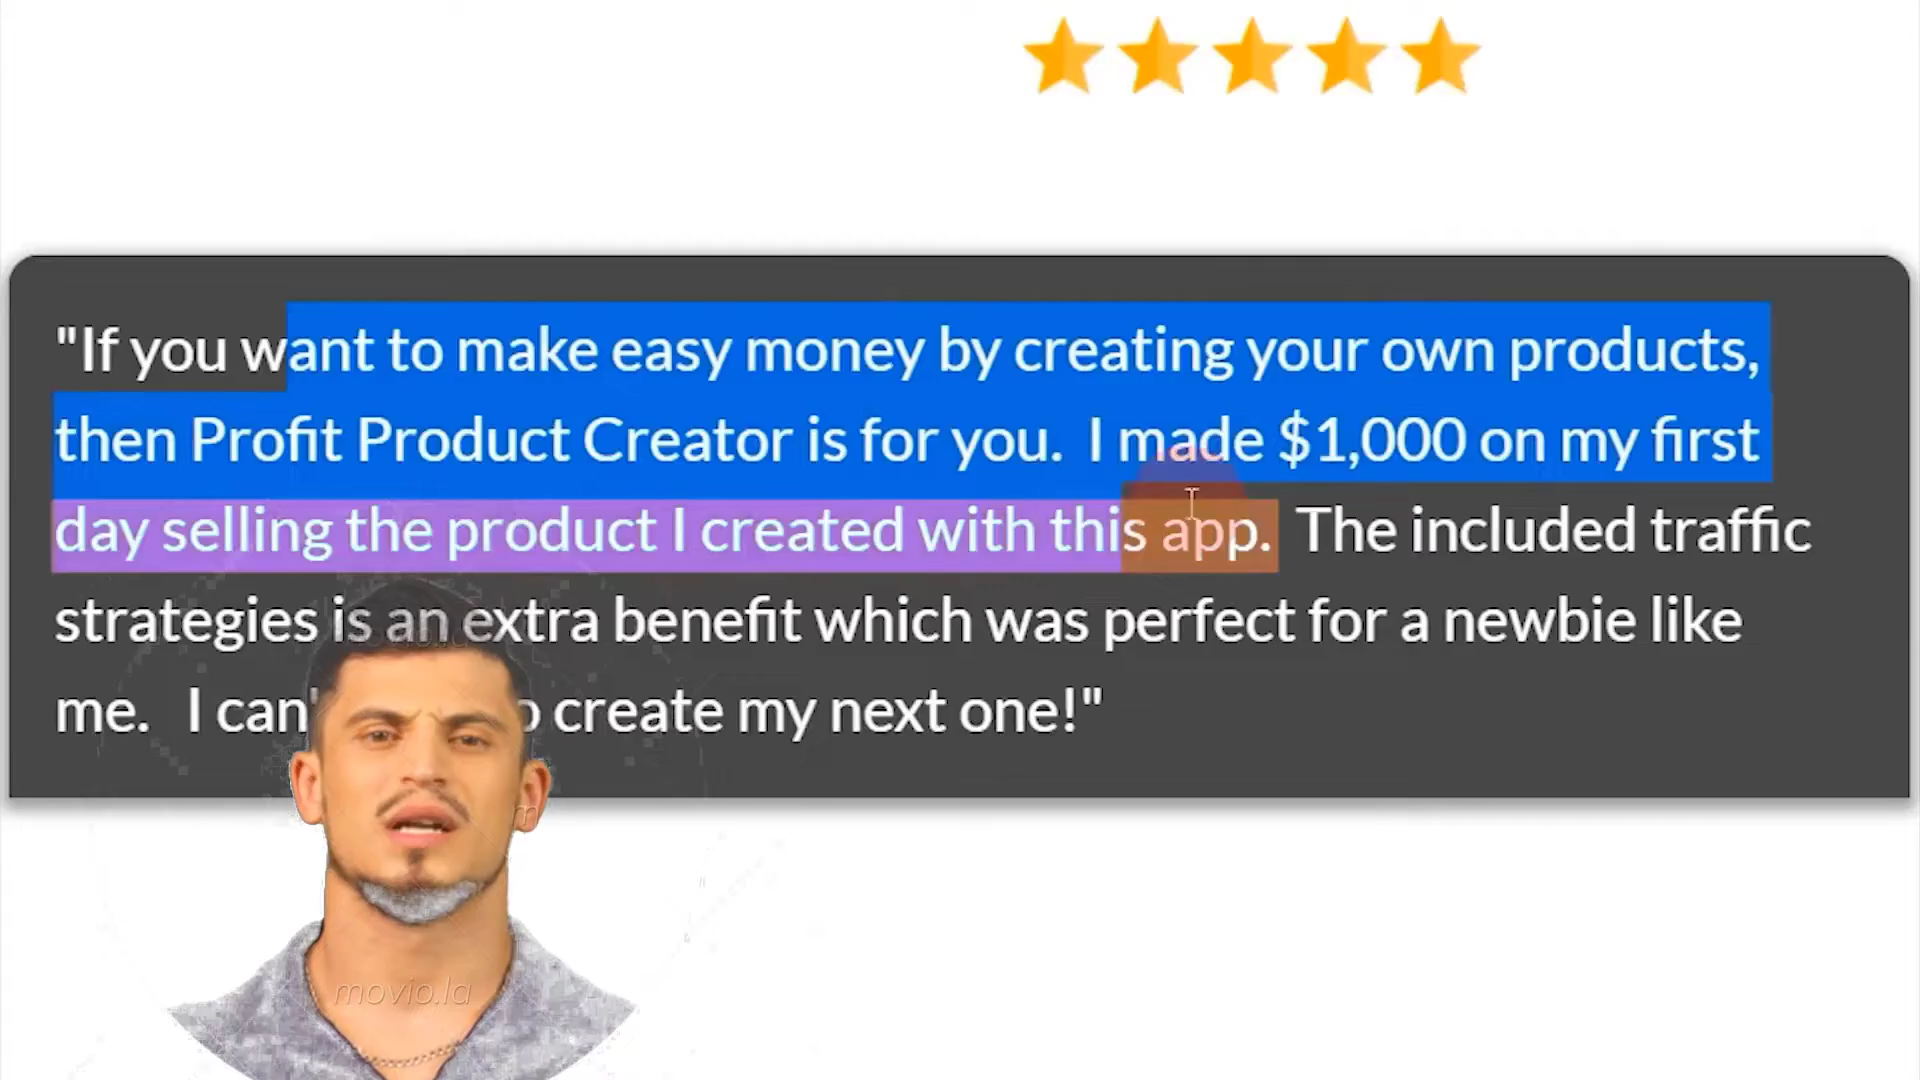 "If you want to make easy money by creating your own products,
then Profit Product Creator is for you. I made $1,000 on my first
day selling the product I created with this app. The included traffic
strategies is an extra benefit which was perfect for a newbie like
me. I can' create my next one!"
movio.la